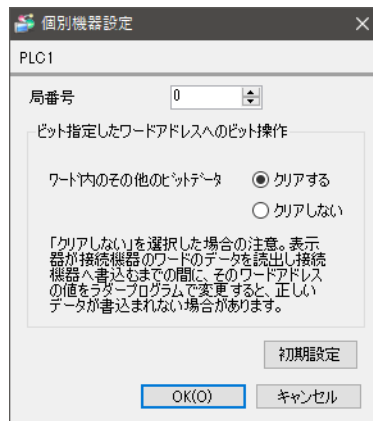 個別機器設定
PLC1
局番号 0
ビット指定したワードアドレスへのビット操作
ワード内のその他のビットデータ クリアする
クリアしない
「クリアしない」を選択した場合の注意。表示
器が接続機器のワードのデータを読出し接続
機器へ書込むまでの間に、そのワードアドレス
の値をラダープログラムで変更すると、正しい
データが書込まれない場合があります。
初期設定
OK(O) キャンセル